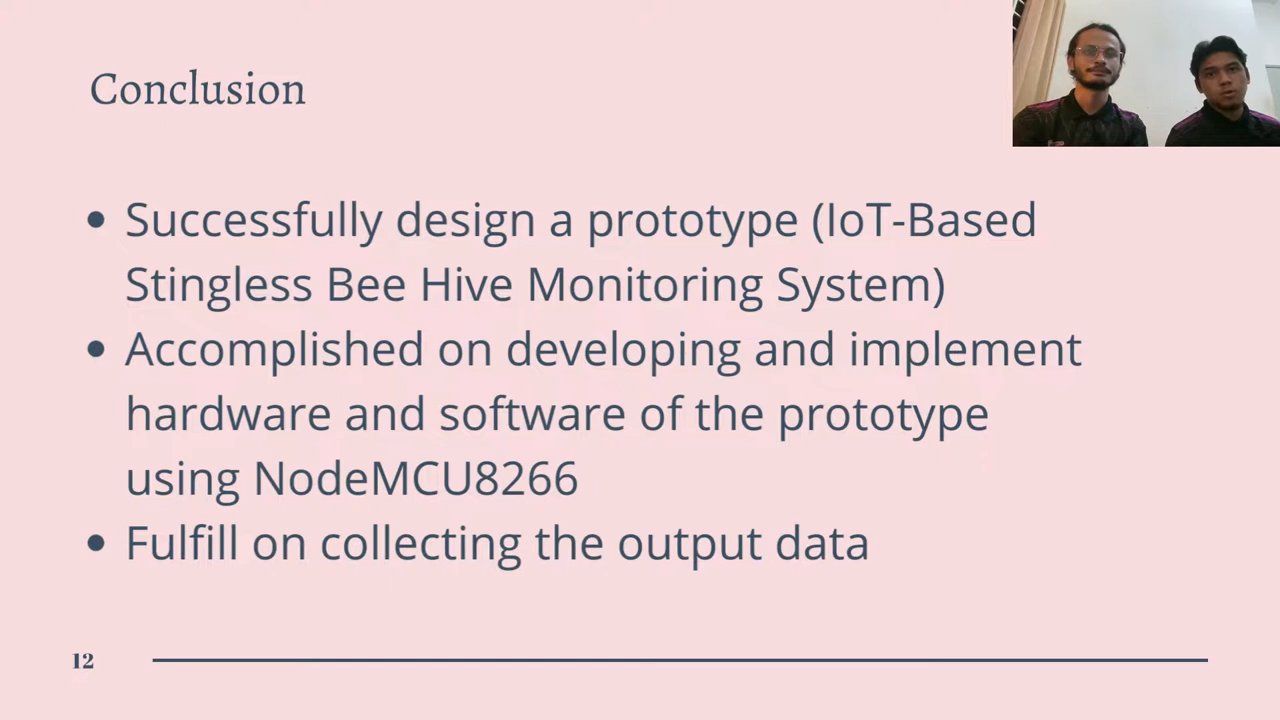 Conclusion
• Successfully design a prototype (IoT-Based
Stingless Bee Hive Monitoring System)
• Accomplished on developing and implement
hardware and software of the prototype
using NodeMCU8266
• Fulfill on collecting the output data
12